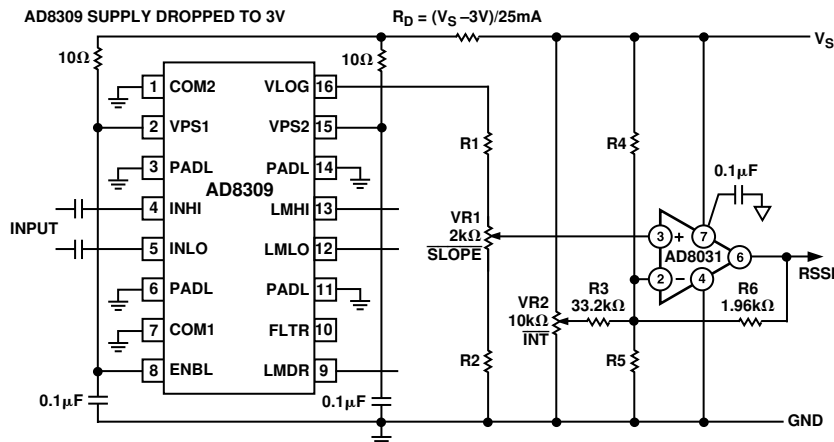 AD8309 SUPPLY DROPPED TO 3V
R_D = (V_S –3V)/25mA
V_S
10Ω
10Ω
1 COM2 VLOG 16
2 VPS1 VPS2 15
3 PADL PADL 14
AD8309
4 INHI LMHI 13
INPUT
5 INLO LMLO 12
6 PADL PADL 11
7 COM1 FLTR 10
8 ENBL LMDR 9
0.1μF
0.1μF
R1
VR1
2kΩ
SLOPE
R2
VR2
10kΩ
INT
R4
R3
33.2kΩ
R5
0.1μF
3 + 7
AD8031
6
2 – 4
RSSI
R6
1.96kΩ
GND